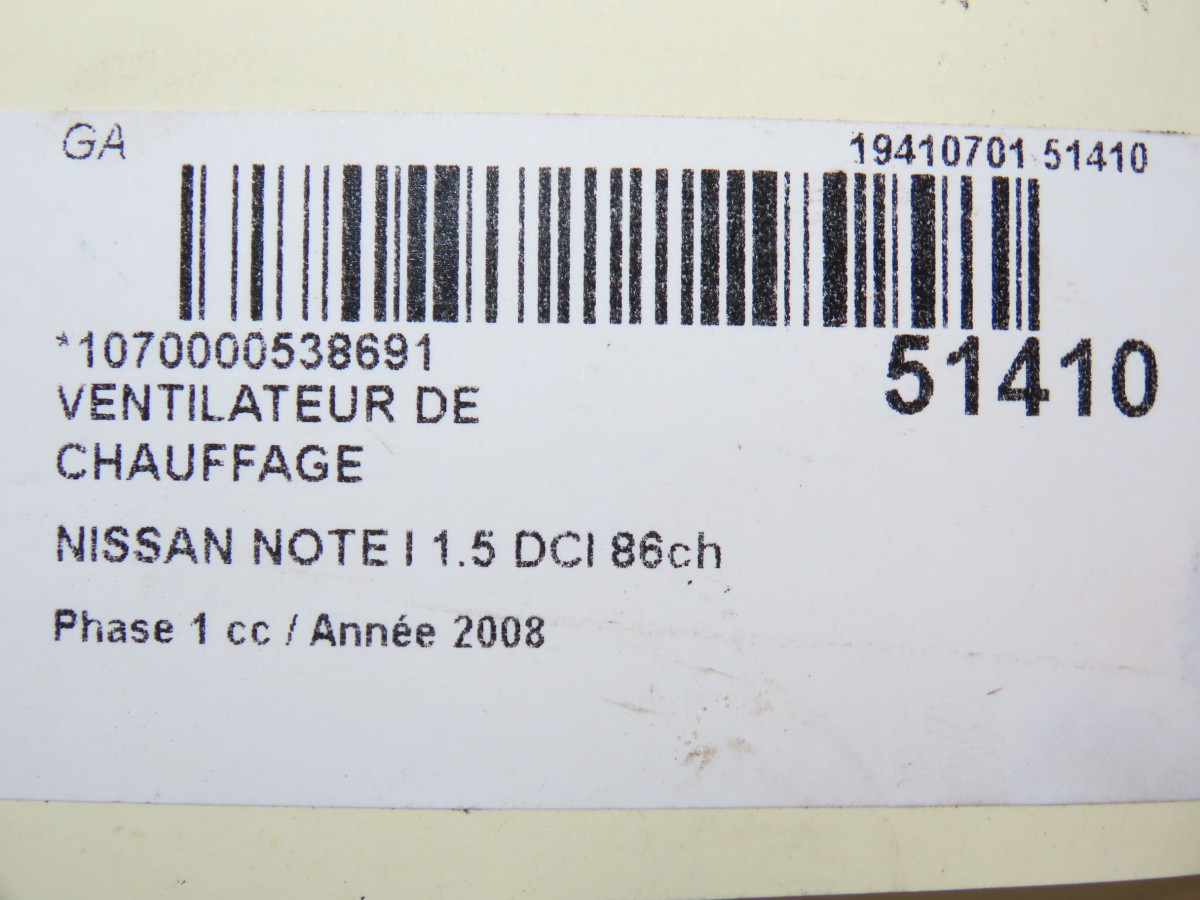 GA
19410701 51410
*1070000538691
51410
VENTILATEUR DE
CHAUFFAGE
NISSAN NOTE I 1.5 DCI 86ch
Phase 1 cc / Année 2008